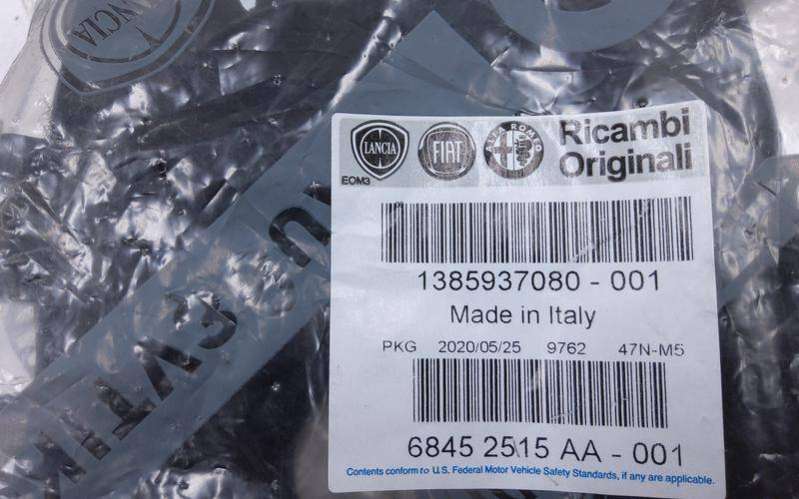 LANCIA
LANCIA FIAT ALFA ROMEO Ricambi
Originali
EOM3
1385937080 - 001
Made in Italy
PKG 2020/05/25 9762 47N-M5
6845 2515 AA - 001
Contents conform to U.S. Federal Motor Vehicle Safety Standards, if any are applicable.